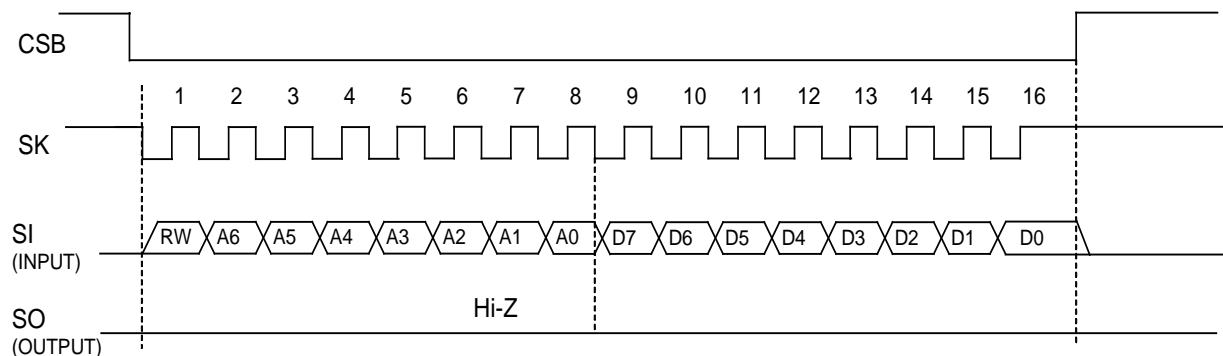 CSB
1 2 3 4 5 6 7 8 9 10 11 12 13 14 15 16
SK
SI
(INPUT)
RW A6 A5 A4 A3 A2 A1 A0 D7 D6 D5 D4 D3 D2 D1 D0
Hi-Z
SO
(OUTPUT)